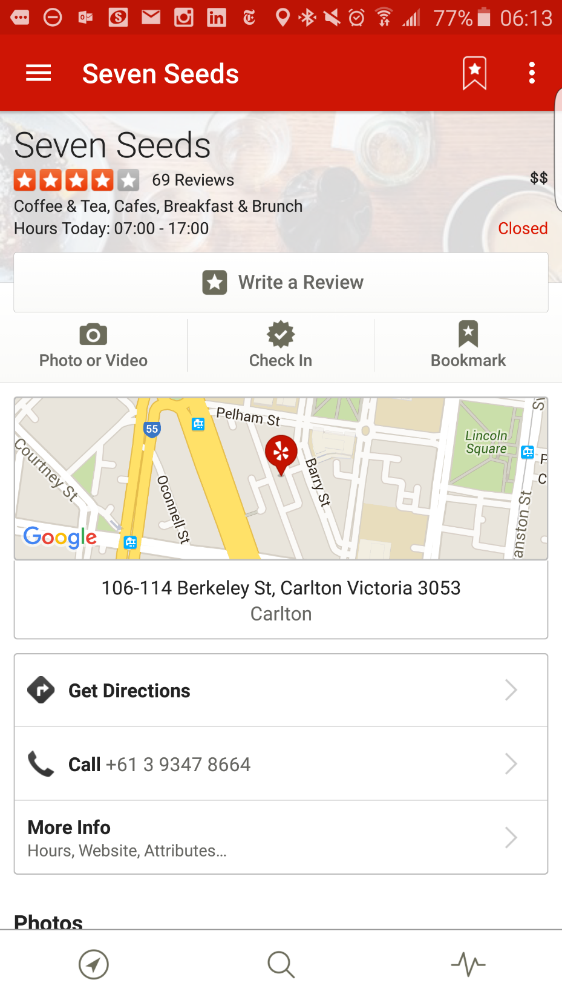 77% 06:13
Seven Seeds
Seven Seeds
69 Reviews $$
Coffee & Tea, Cafes, Breakfast & Brunch
Hours Today: 07:00 - 17:00 Closed
Write a Review
Photo or Video Check In Bookmark
Pelham St
55
Lincoln
Square
Courtney St
Oconnell St
Barry St
anston St
Google
106-114 Berkeley St, Carlton Victoria 3053
Carlton
Get Directions
Call +61 3 9347 8664
More Info
Hours, Website, Attributes...
Photos